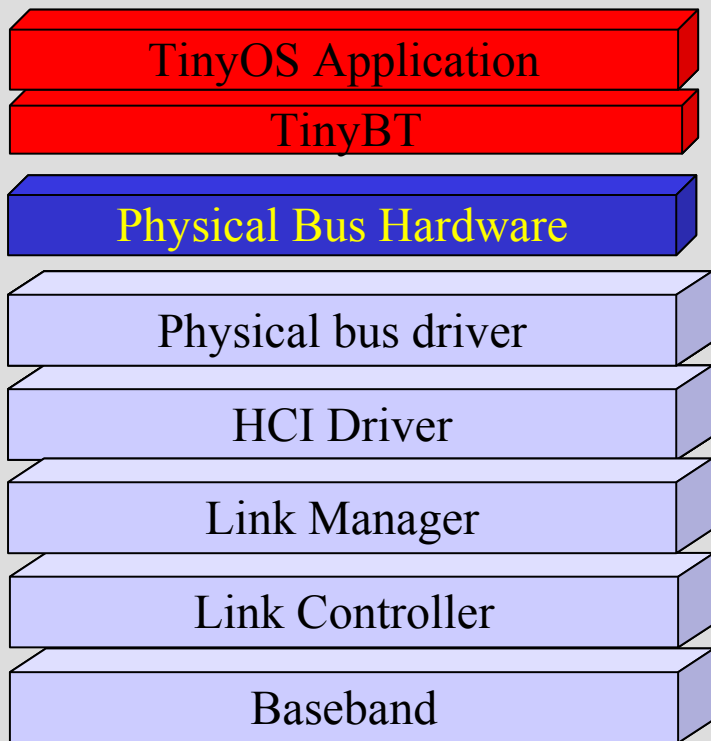 TinyOS Application
TinyBT
Physical Bus Hardware
Physical bus driver
HCI Driver
Link Manager
Link Controller
Baseband